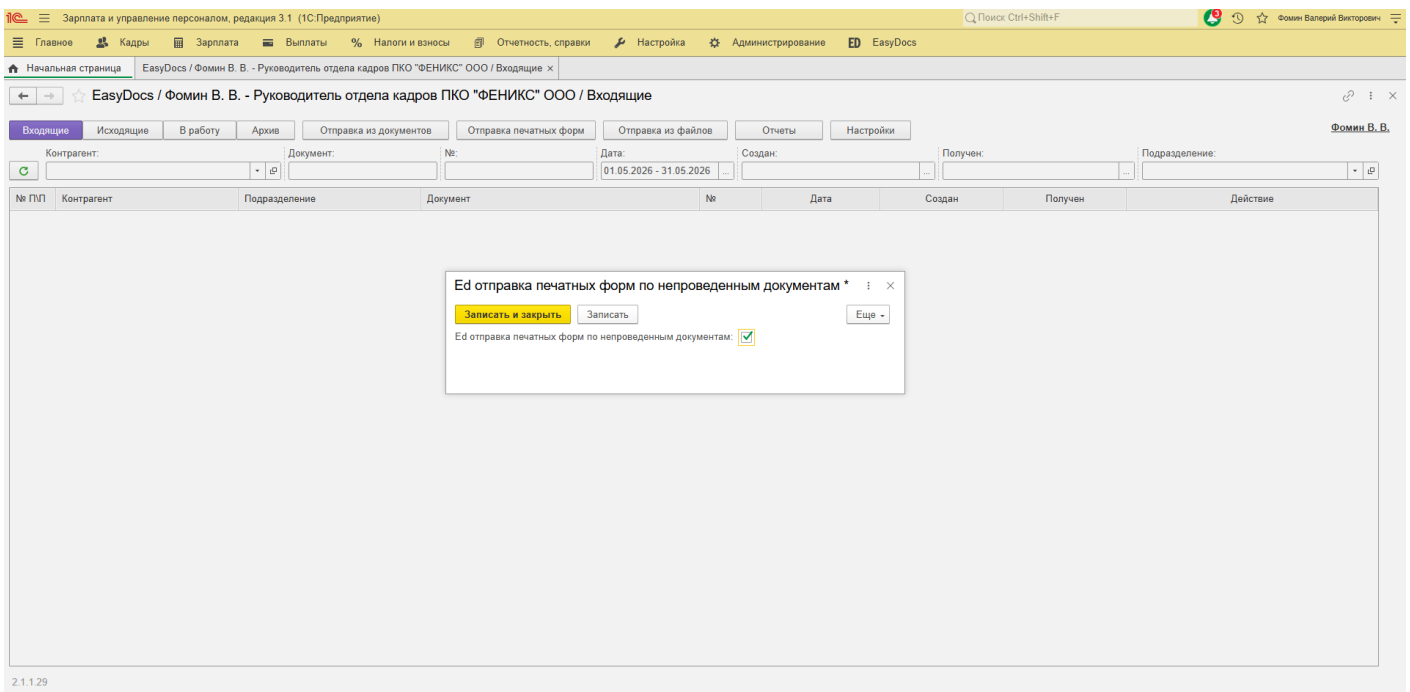 1С Зарплата и управление персоналом, редакция 3.1 (1С:Предприятие) Поиск Ctrl+Shift+F 3 Фомин Валерий Викторович
Главное Кадры Зарплата Выплаты % Налоги и взносы Отчетность, справки Настройка Администрирование ED EasyDocs
Начальная страница EasyDocs / Фомин В. В. - Руководитель отдела кадров ПКО "ФЕНИКС" ООО / Входящие ×
EasyDocs / Фомин В. В. - Руководитель отдела кадров ПКО "ФЕНИКС" ООО / Входящие
Входящие Исходящие В работу Архив Отправка из документов Отправка печатных форм Отправка из файлов Отчеты Настройки Фомин В. В.
Контрагент: Документ: №: Дата: Создан: Получен: Подразделение:
01.05.2026 - 31.05.2026 ... ... ...
№ П\П Контрагент Подразделение Документ № Дата Создан Получен Действие
Ed отправка печатных форм по непроведенным документам *
Записать и закрыть Записать Еще
Ed отправка печатных форм по непроведенным документам:
2.1.1.29